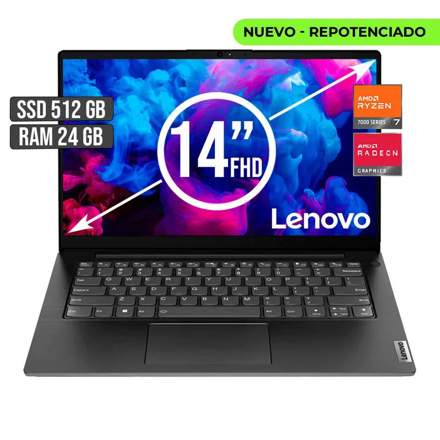 NUEVO - REPOTENCIADO
SSD 512 GB
RAM 24 GB
14”
FHD
AMD
RYZEN
7000 SERIES 7
AMD
RADEON
GRAPHICS
Lenovo
Lenovo